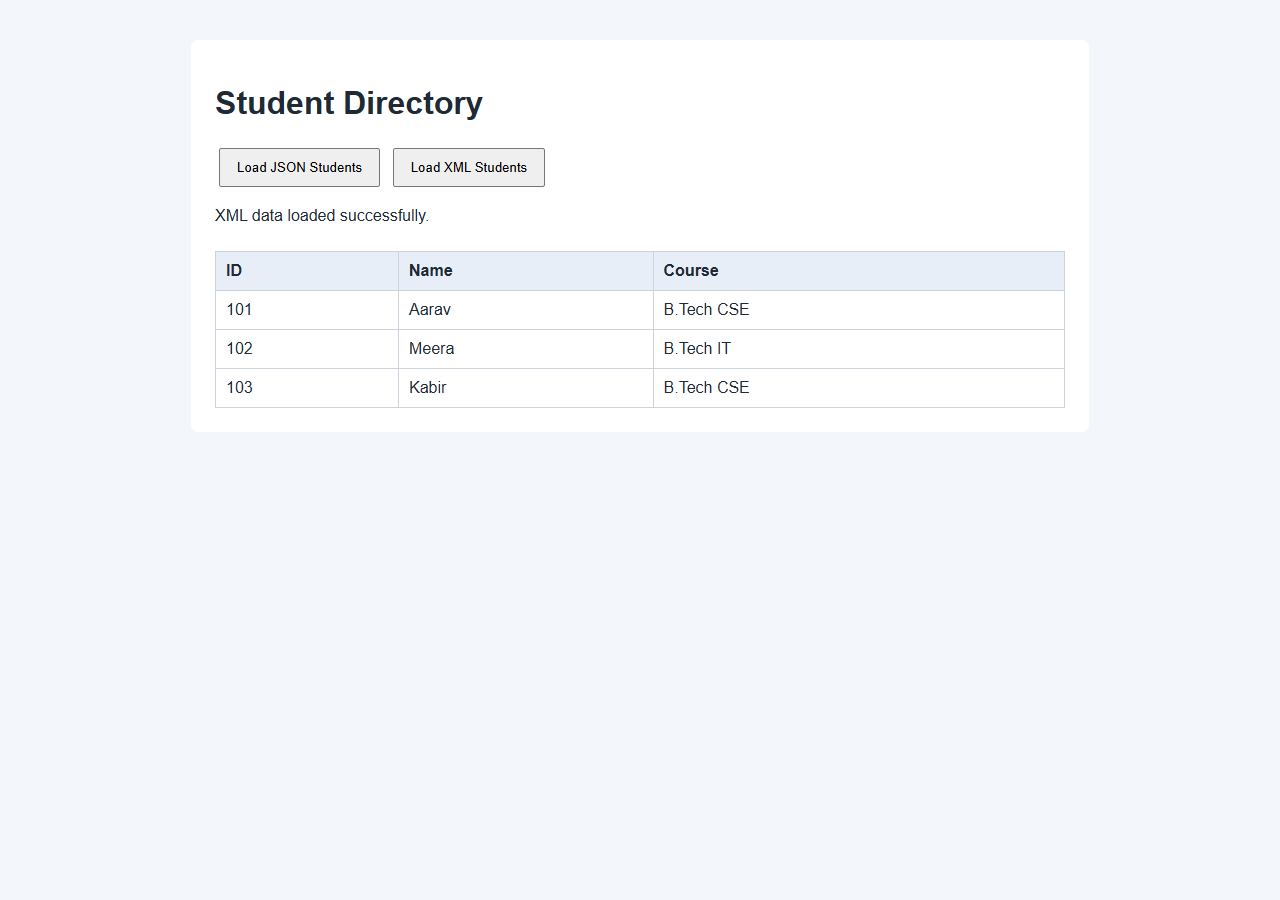 Student Directory
Load JSON Students Load XML Students
XML data loaded successfully.
ID Name Course
101 Aarav B.Tech CSE
102 Meera B.Tech IT
103 Kabir B.Tech CSE